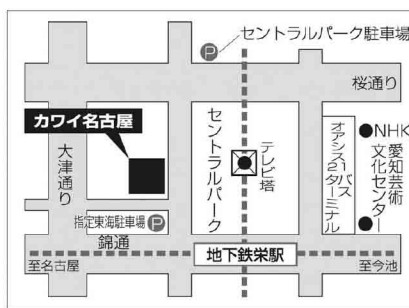 P セントラルパーク駐車場
桜通り
カワイ名古屋
大津通り
セントラルパーク
テレビ塔
オアシス21バスターミナル
NHK
愛知芸術文化センター
指定東海駐車場 P
錦通
地下鉄栄駅
至名古屋
至今池